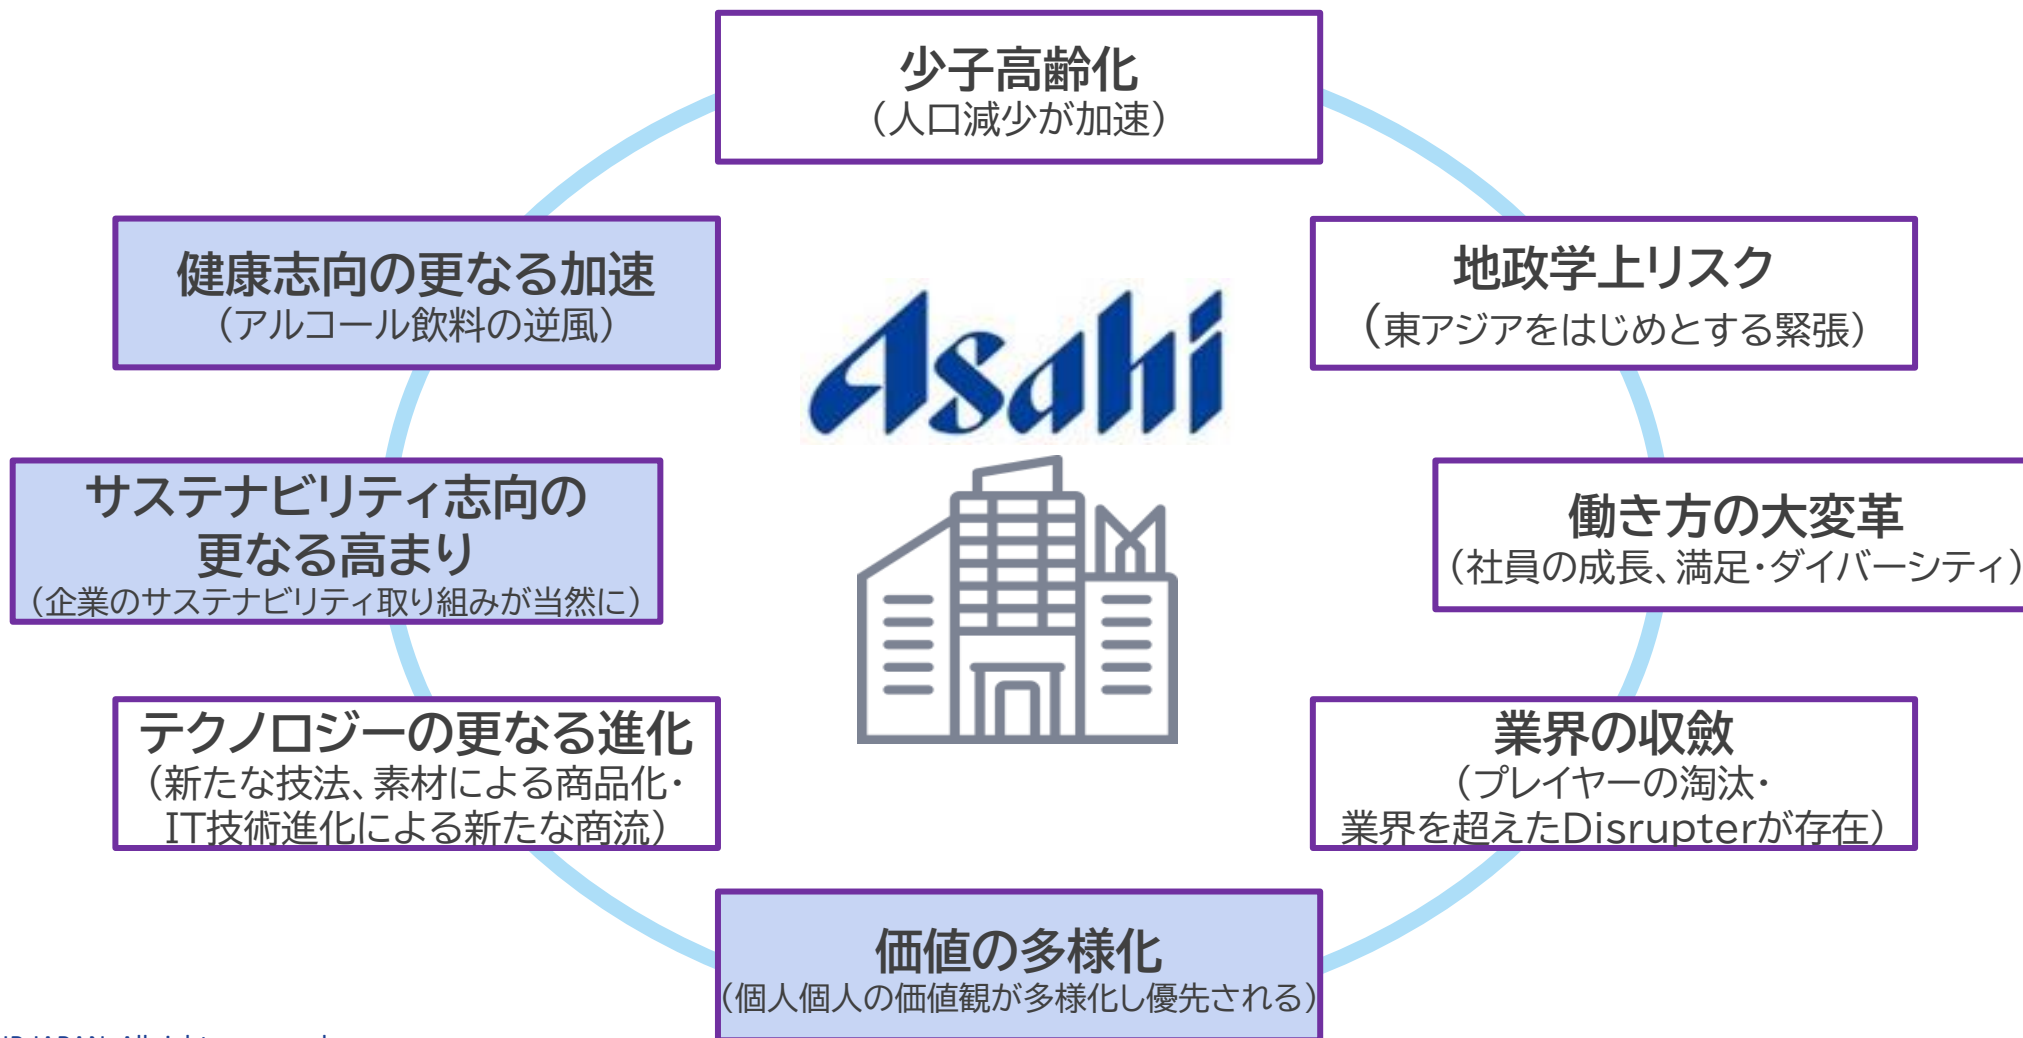 少子高齢化
（人口減少が加速）
健康志向の更なる加速
（アルコール飲料の逆風）
地政学上リスク
（東アジアをはじめとする緊張）
Asahi
サステナビリティ志向の
更なる高まり
（企業のサステナビリティ取り組みが当然に）
働き方の大変革
（社員の成長、満足・ダイバーシティ）
テクノロジーの更なる進化
（新たな技法、素材による商品化・
IT技術進化による新たな商流）
業界の収斂
（プレイヤーの淘汰・
業界を超えたDisrupterが存在）
価値の多様化
（個人個人の価値観が多様化し優先される）